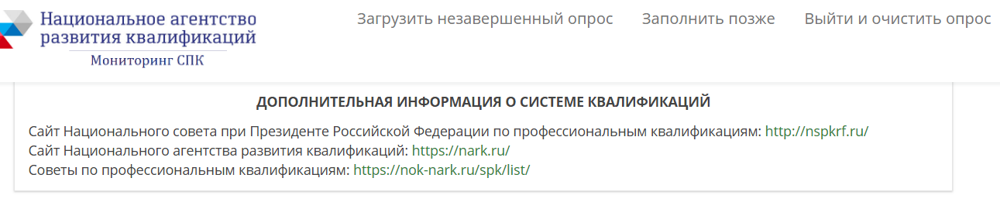 Национальное агентство
развития квалификаций
Мониторинг СПК
Загрузить незавершенный опрос
Заполнить позже
Выйти и очистить опрос
ДОПОЛНИТЕЛЬНАЯ ИНФОРМАЦИЯ О СИСТЕМЕ КВАЛИФИКАЦИЙ
Сайт Национального совета при Президенте Российской Федерации по профессиональным квалификациям: http://nspkrf.ru/
Сайт Национального агентства развития квалификаций: https://nark.ru/
Советы по профессиональным квалификациям: https://nok-nark.ru/spk/list/